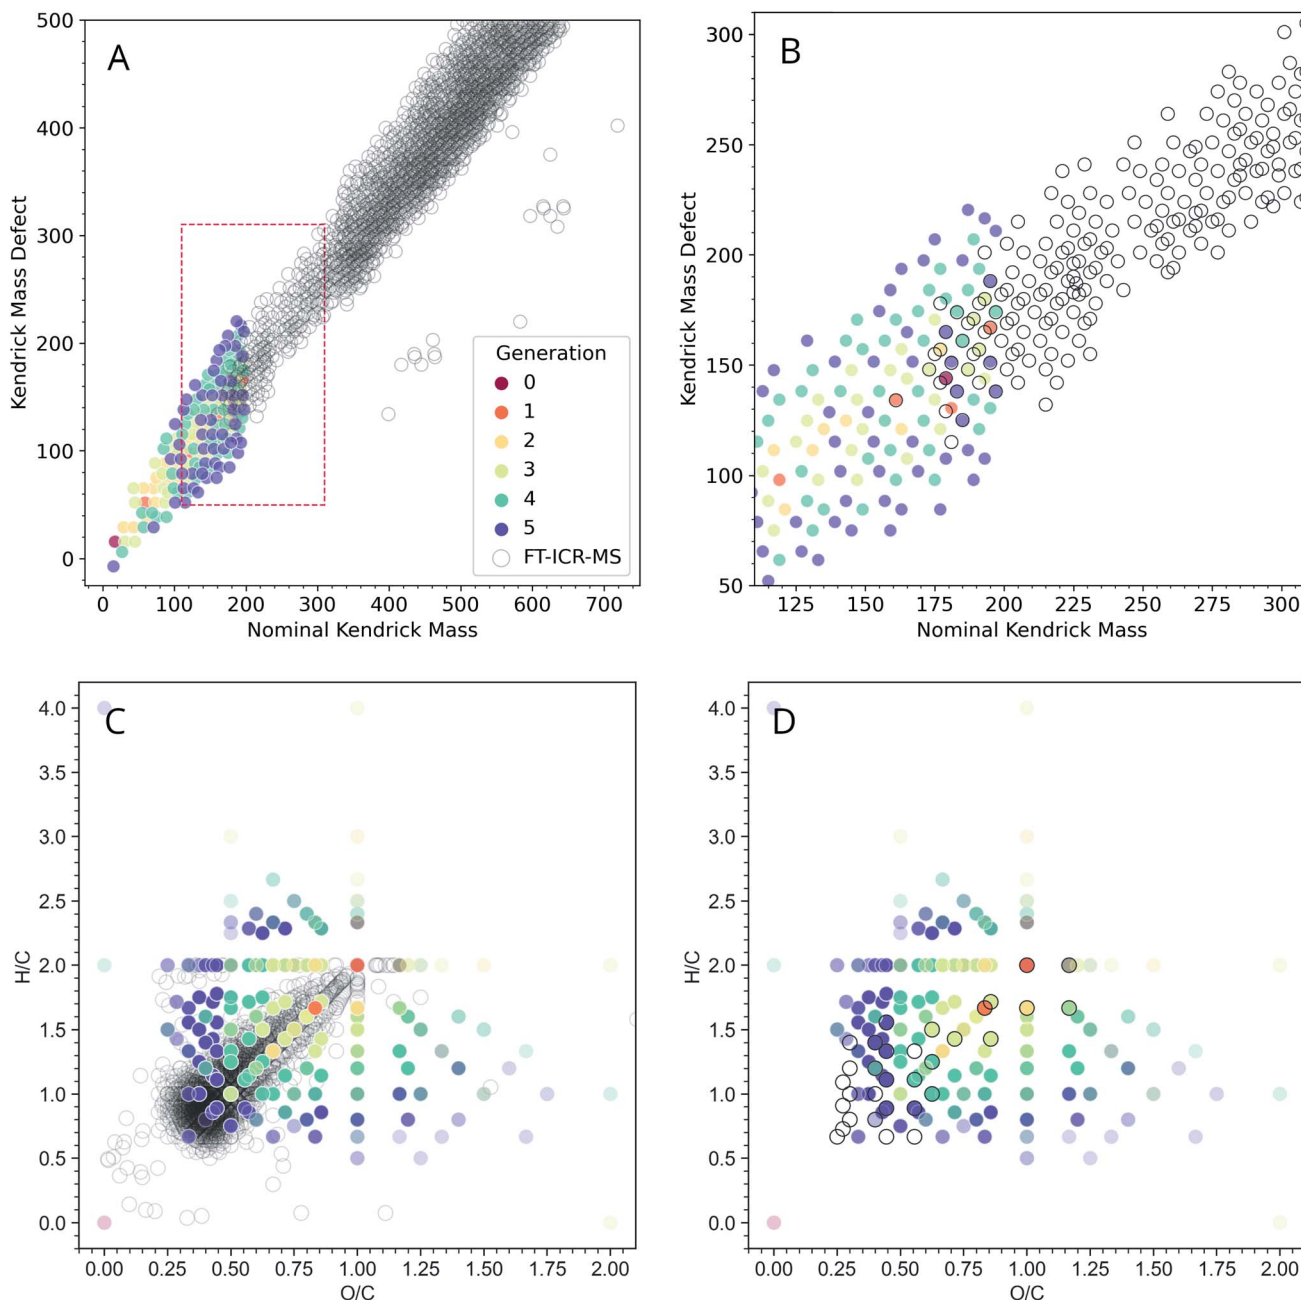 A
500
400
300
200
100
0
Kendrick Mass Defect
0 100 200 300 400 500 600 700
Nominal Kendrick Mass
Generation
0
1
2
3
4
5
FT-ICR-MS
B
300
250
200
150
100
50
Kendrick Mass Defect
125 150 175 200 225 250 275 300
Nominal Kendrick Mass
C
4.0
3.5
3.0
2.5
2.0
1.5
1.0
0.5
0.0
H/C
0.00 0.25 0.50 0.75 1.00 1.25 1.50 1.75 2.00
O/C
D
4.0
3.5
3.0
2.5
2.0
1.5
1.0
0.5
0.0
H/C
0.00 0.25 0.50 0.75 1.00 1.25 1.50 1.75 2.00
O/C